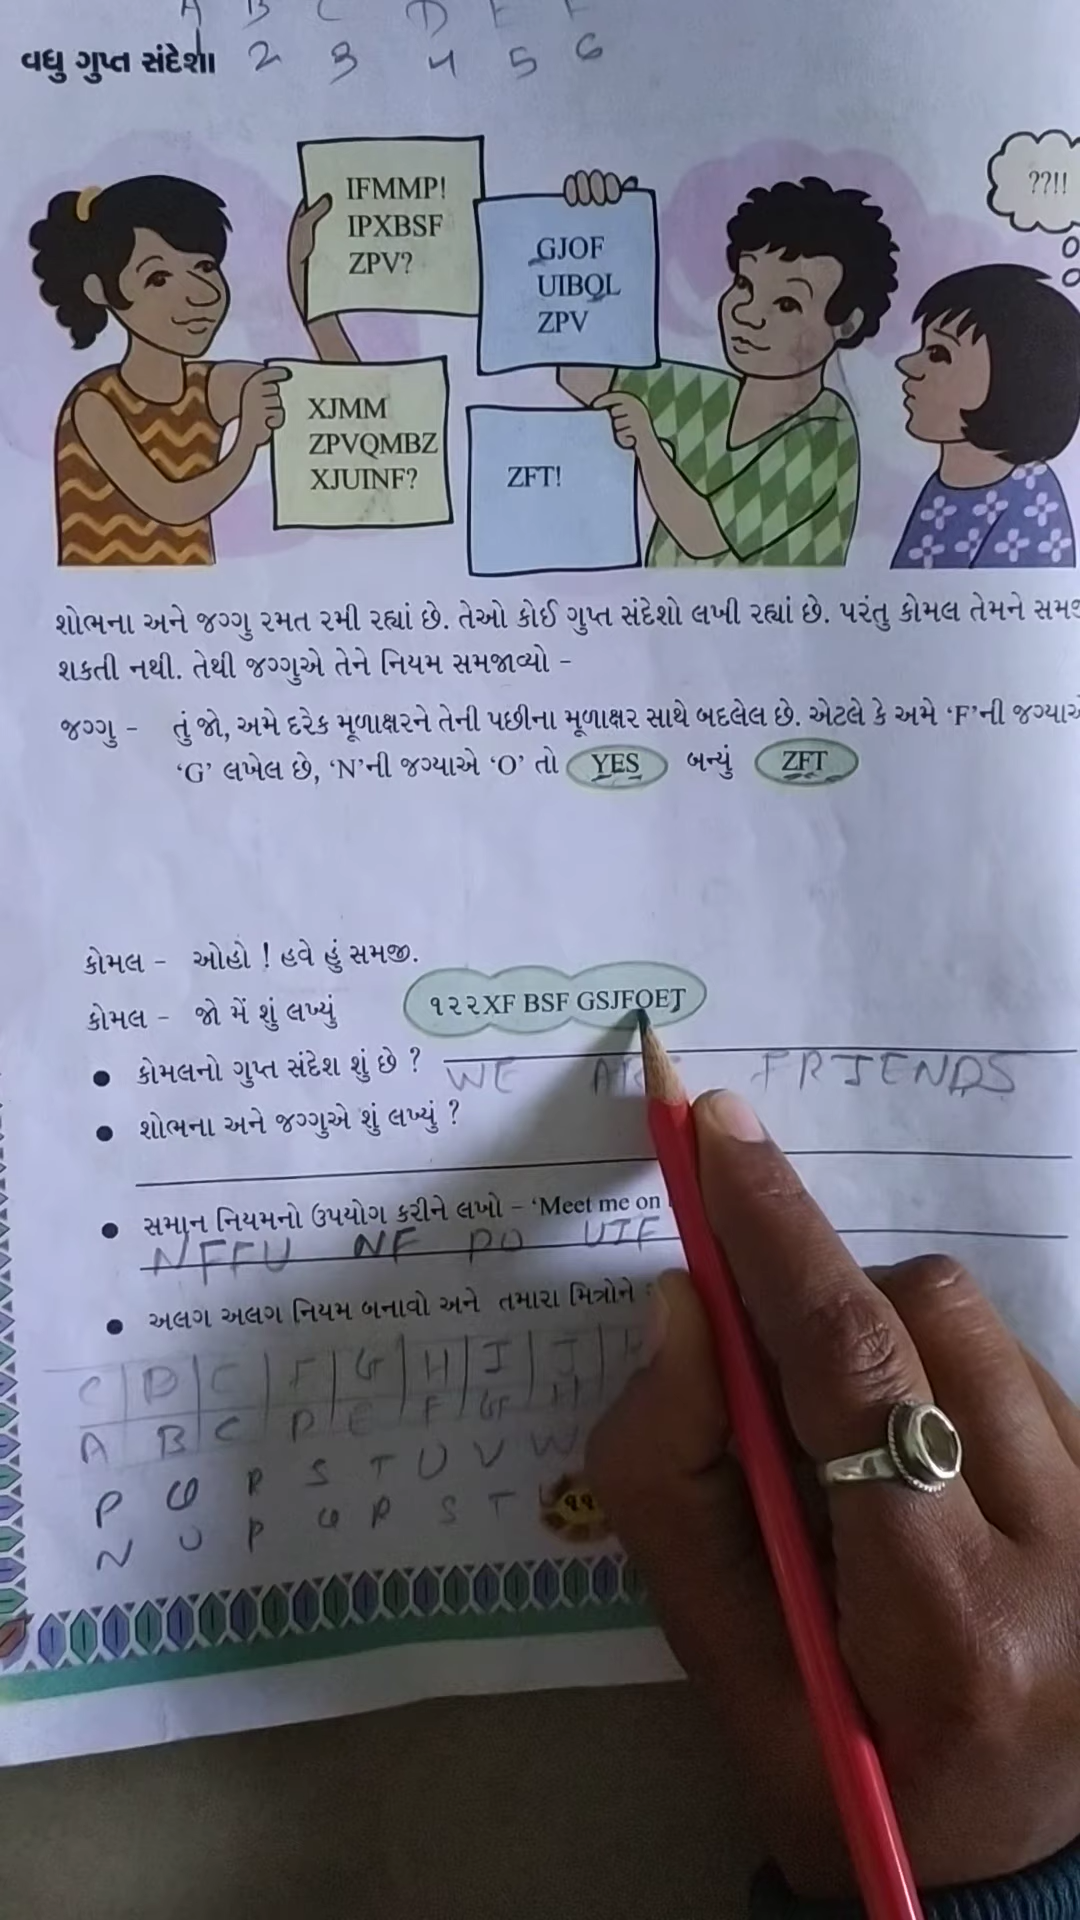 A B C D E F
2 3 4 5 6
વધુ ગુપ્ત સંદેશા
IFMMP!
IPXBSF
ZPV?
GJOF
UIBOL
ZPV
??!!
XJMM
ZPVQMBZ
XJUINF?
ZFT!
શોભના અને જગ્ગુ રમત રમી રહ્યાં છે. તેઓ કોઈ ગુપ્ત સંદેશો લખી રહ્યાં છે. પરંતુ કોમલ તેમને
શકતી નથી. તેથી જગ્ગુએ તેને નિયમ સમજાવ્યો –
જગ્ગુ – તું જો, અમે દરેક મૂળાક્ષરને તેની પછીના મૂળાક્ષર સાથે બદલેલ છે. એટલે કે અમે ‘F’ની જગ્યાએ
‘G’ લખેલ છે, ‘N’ની જગ્યાએ ‘O’ તો YES બન્યું ZFT
કોમલ – ઓહો ! હવે હું સમજી.
કોમલ – જો મેં શું લખ્યું ૧૨૨XF BSF GSJFOET
• કોમલનો ગુપ્ત સંદેશ શું છે ?
WE FRIENDS
• શોભના અને જગ્ગુએ શું લખ્યું ?
• સમાન નિયમનો ઉપયોગ કરીને લખો – ‘Meet me on
NFFU NF PO UIF
• અલગ અલગ નિયમ બનાવો અને તમારા મિત્રોને
C D F G H I J
A B C D E F G H
P Q R S T U V W
N O P Q R S T